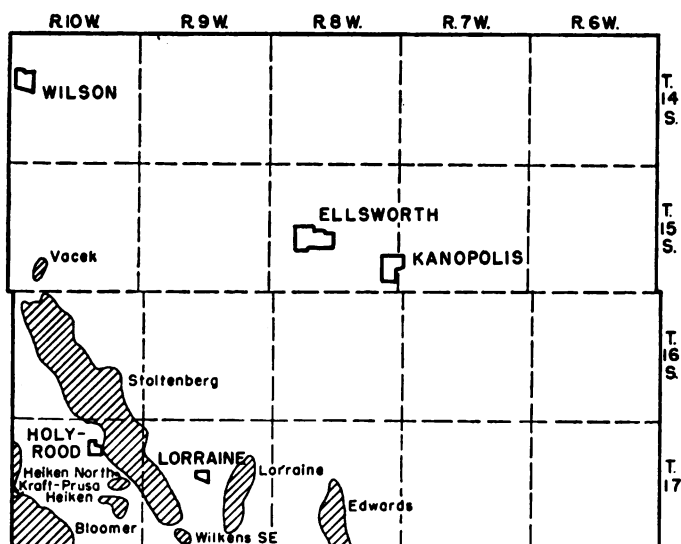 R.10W. R.9W. R.8W. R.7W. R.6W.
WILSON
T. 14 S.
ELLSWORTH
T. 15 S.
KANOPOLIS
Vacek
T. 16 S.
Stoltenberg
HOLY-
ROOD
LORRAINE
Lorraine
T. 17
Heiken North
Kraft-Prusa
Heiken
Edwards
Bloomer
Wilkens SE